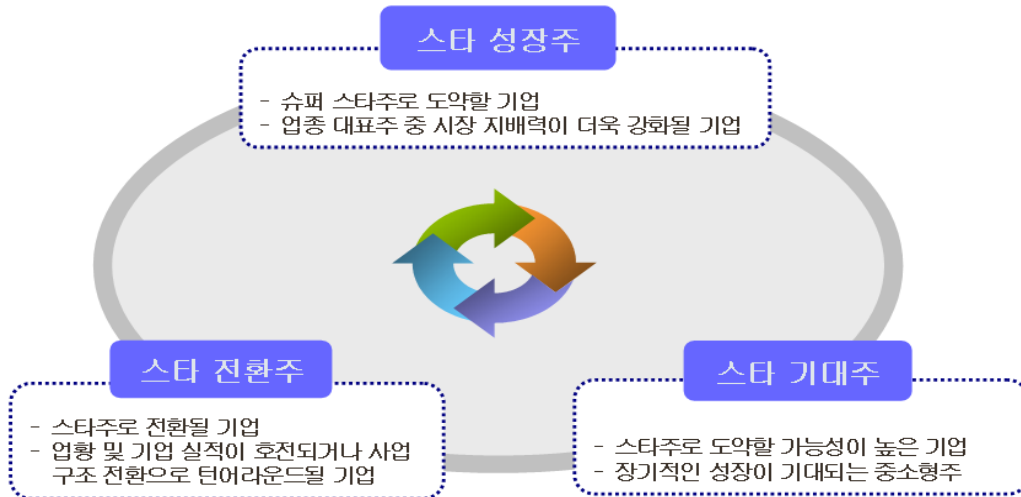 스타 성장주
- 슈퍼 스타주로 도약할 기업
- 업종 대표주 중 시장 지배력이 더욱 강화될 기업
스타 전환주
- 스타주로 전환될 기업
- 업황 및 기업 실적이 호전되거나 사업
구조 전환으로 턴어라운드될 기업
스타 기대주
- 스타주로 도약할 가능성이 높은 기업
- 장기적인 성장이 기대되는 중소형주